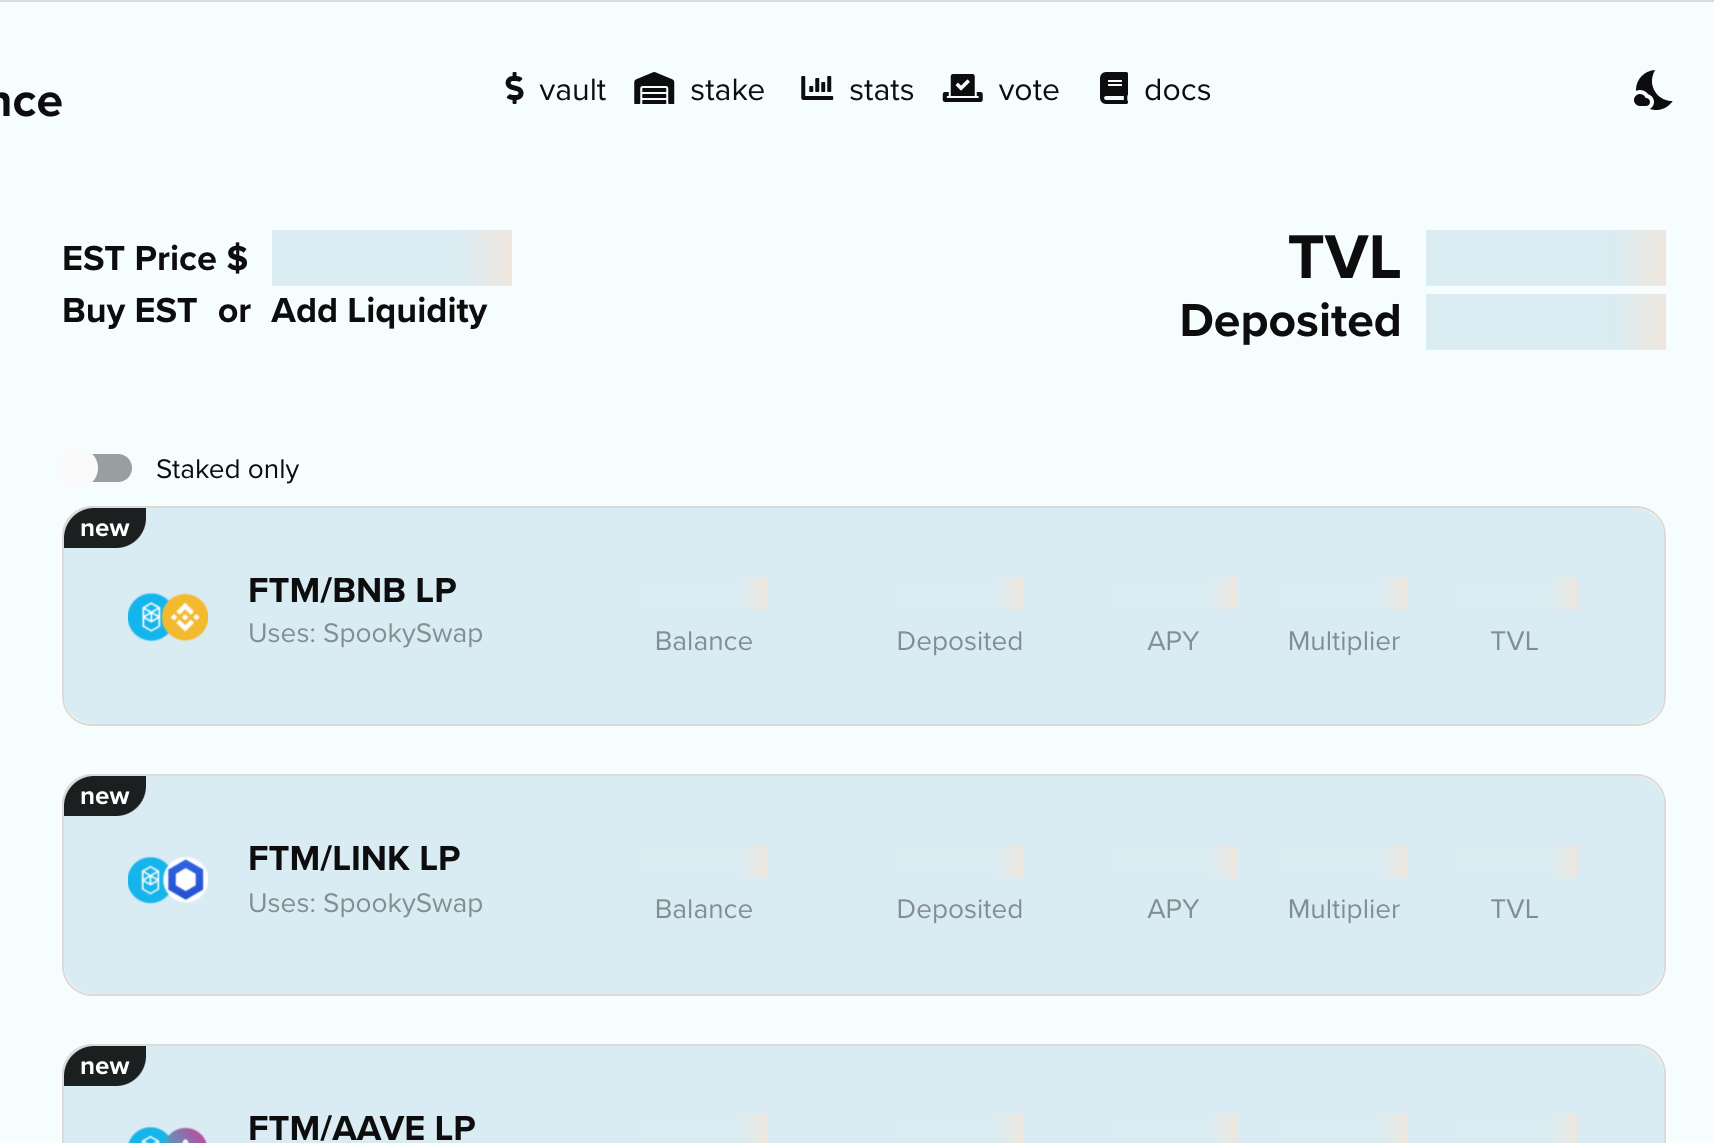 nce
vault stake stats vote docs
EST Price $
Buy EST or Add Liquidity
TVL
Deposited
Staked only
new
FTM/BNB LP
Uses: SpookySwap
Balance Deposited APY Multiplier TVL
new
FTM/LINK LP
Uses: SpookySwap
Balance Deposited APY Multiplier TVL
new
FTM/AAVE LP